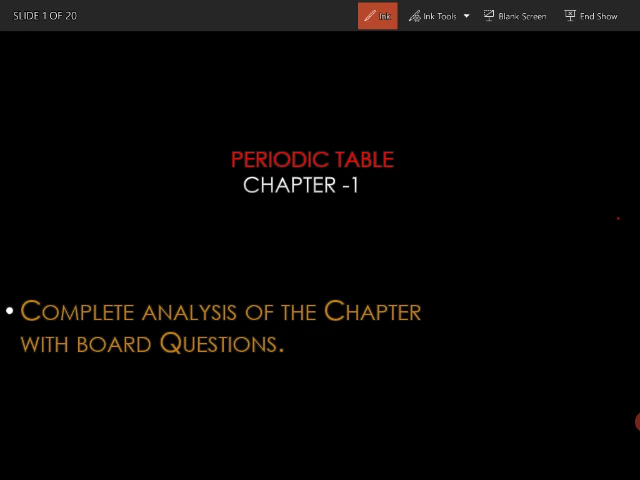 SLIDE 1 OF 20
Ink
Ink Tools
Blank Screen
End Show
PERIODIC TABLE
CHAPTER -1
• COMPLETE ANALYSIS OF THE CHAPTER
WITH BOARD QUESTIONS.